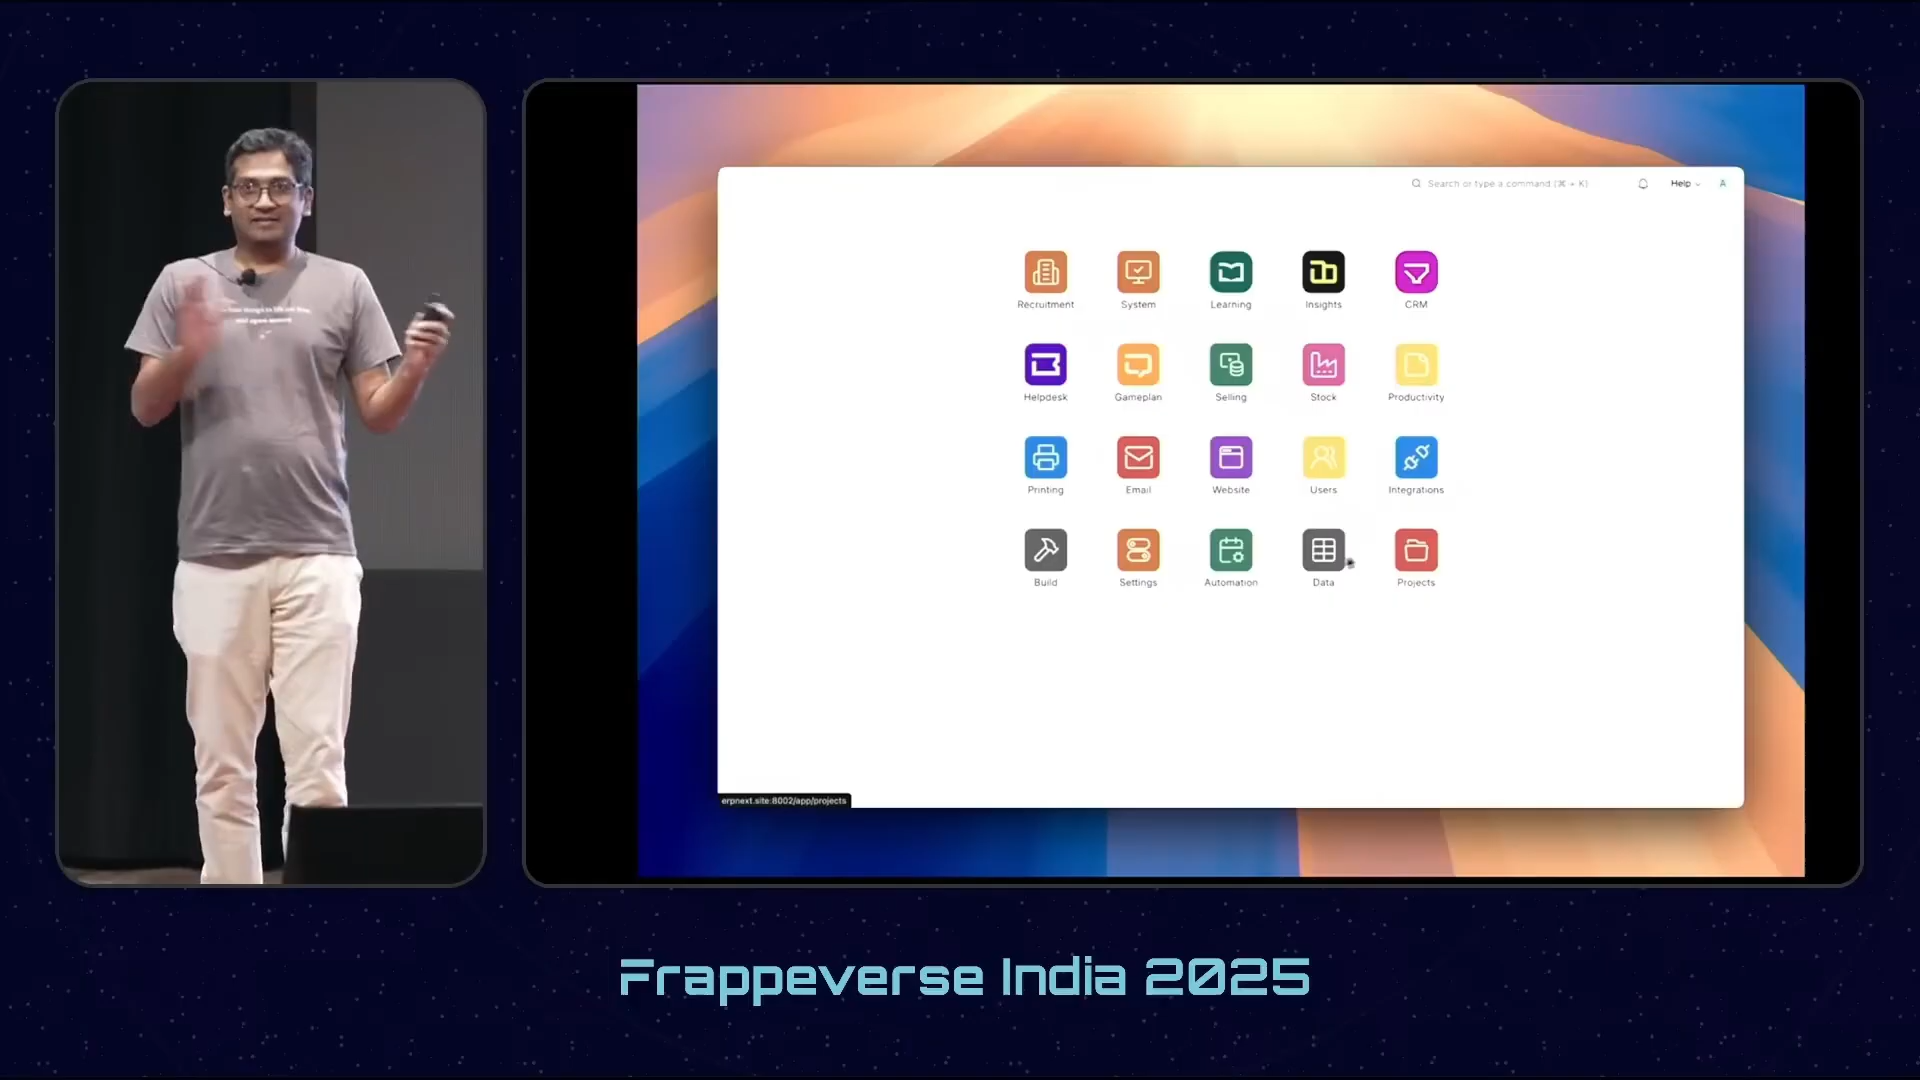 Search or type a command (⌘ + K)
Help
A
Recruitment
System
Learning
Insights
CRM
Helpdesk
Gameplan
Selling
Stock
Productivity
Printing
Email
Website
Users
Integrations
Build
Settings
Automation
Data
Projects
erpnext.site:8002/app/projects
Frappeverse India 2025